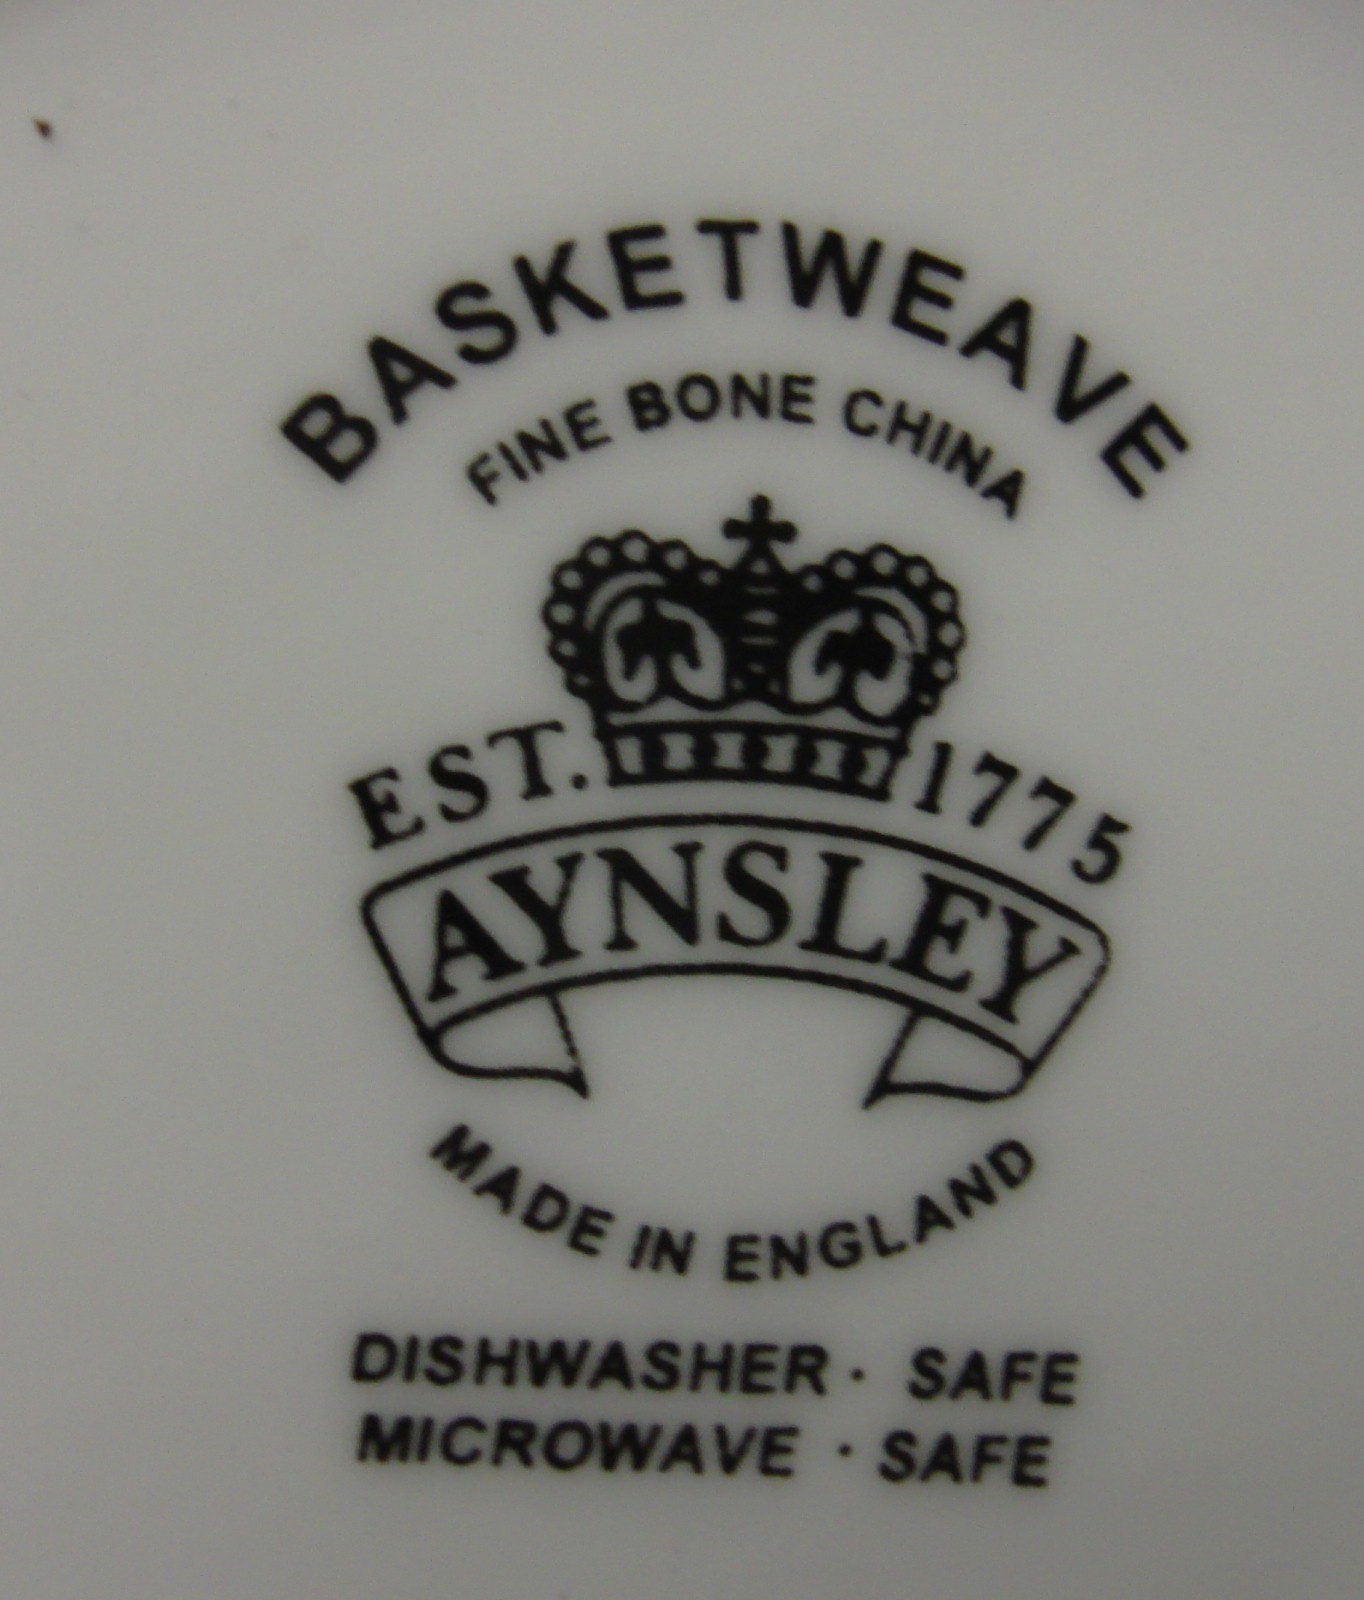 BASKETWEAVE
FINE BONE CHINA
EST. 1775
AYNSLEY
MADE IN ENGLAND
DISHWASHER · SAFE
MICROWAVE · SAFE